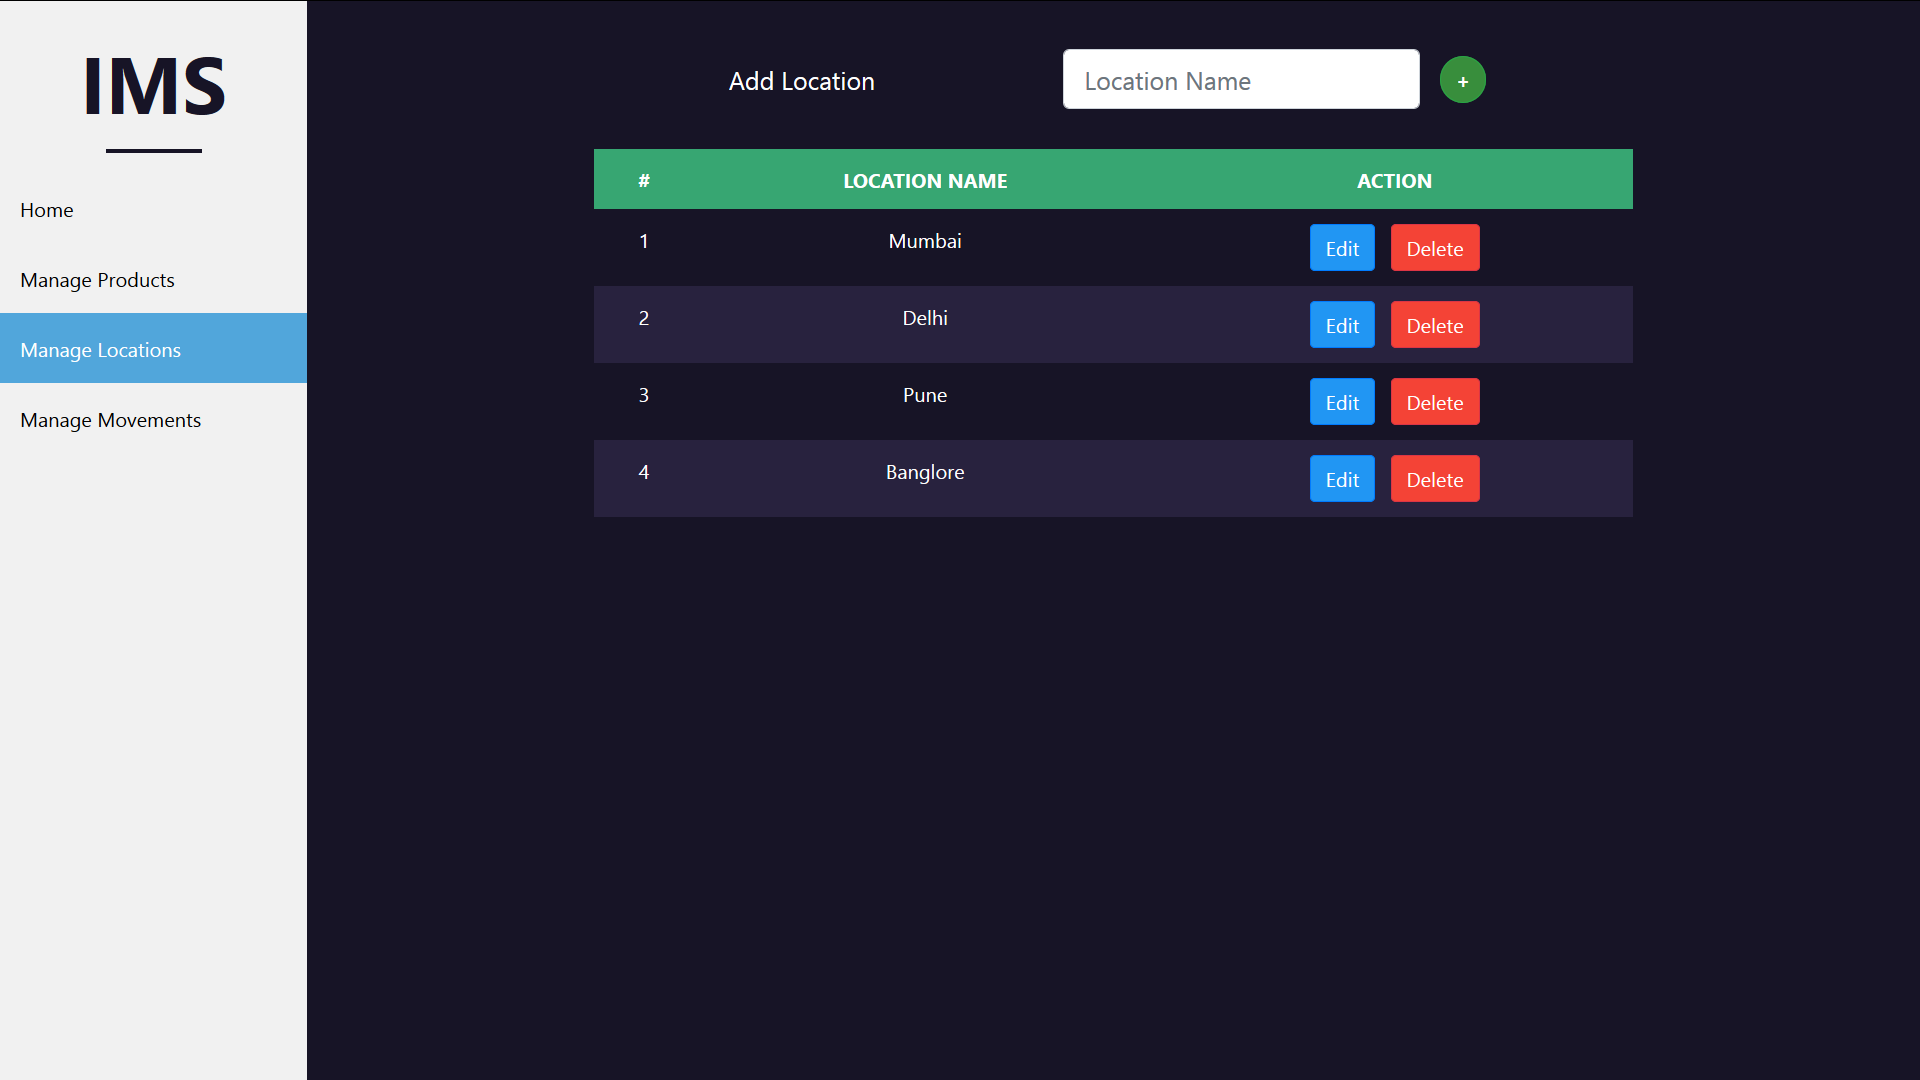 IMS
Home
Manage Products
Manage Locations
Manage Movements
Add Location
Location Name
+
# LOCATION NAME ACTION
1 Mumbai Edit Delete
2 Delhi Edit Delete
3 Pune Edit Delete
4 Banglore Edit Delete